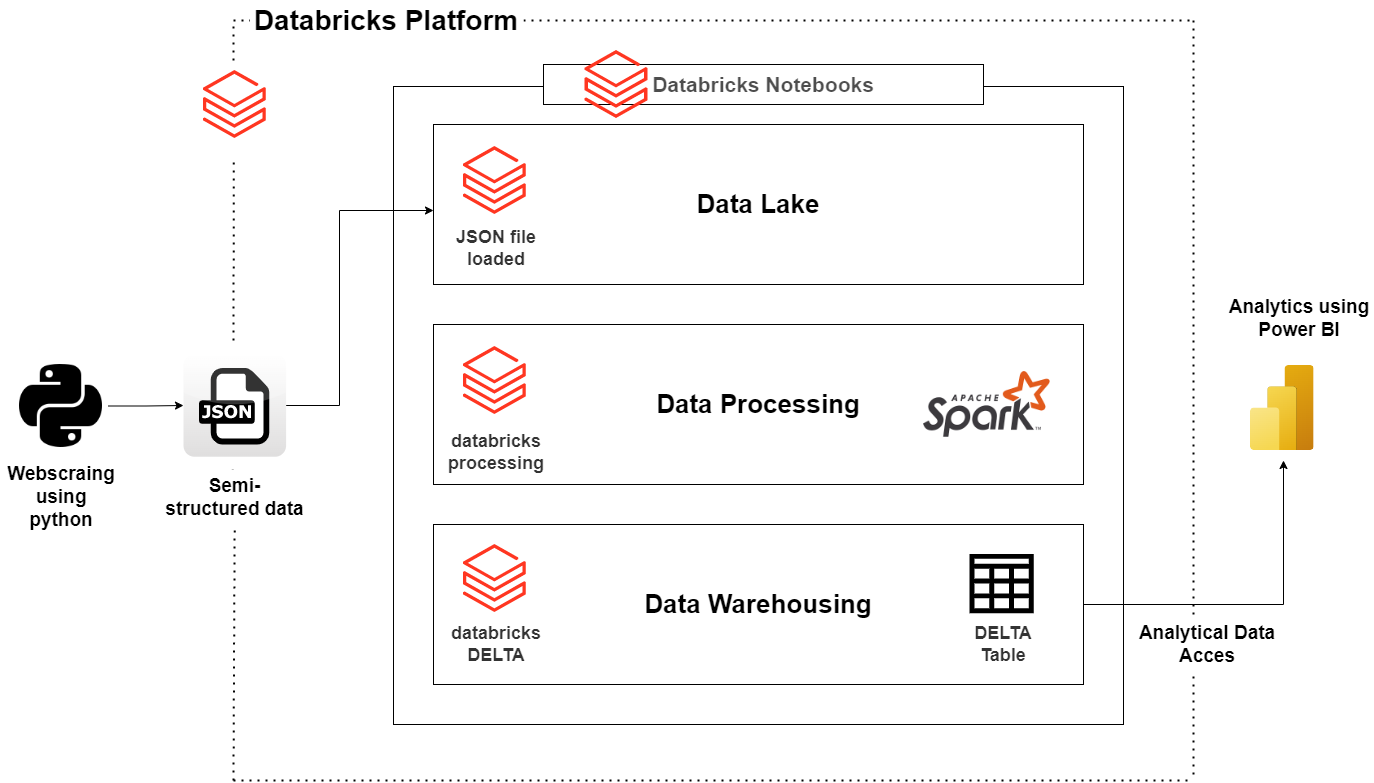 Databricks Platform
Databricks Notebooks
JSON file
loaded
Data Lake
Analytics using
Power BI
Webscraing
using
python
JSON
Semi-
structured data
databricks
processing
Data Processing
APACHE
Spark
TM
databricks
DELTA
Data Warehousing
DELTA
Table
Analytical Data
Acces